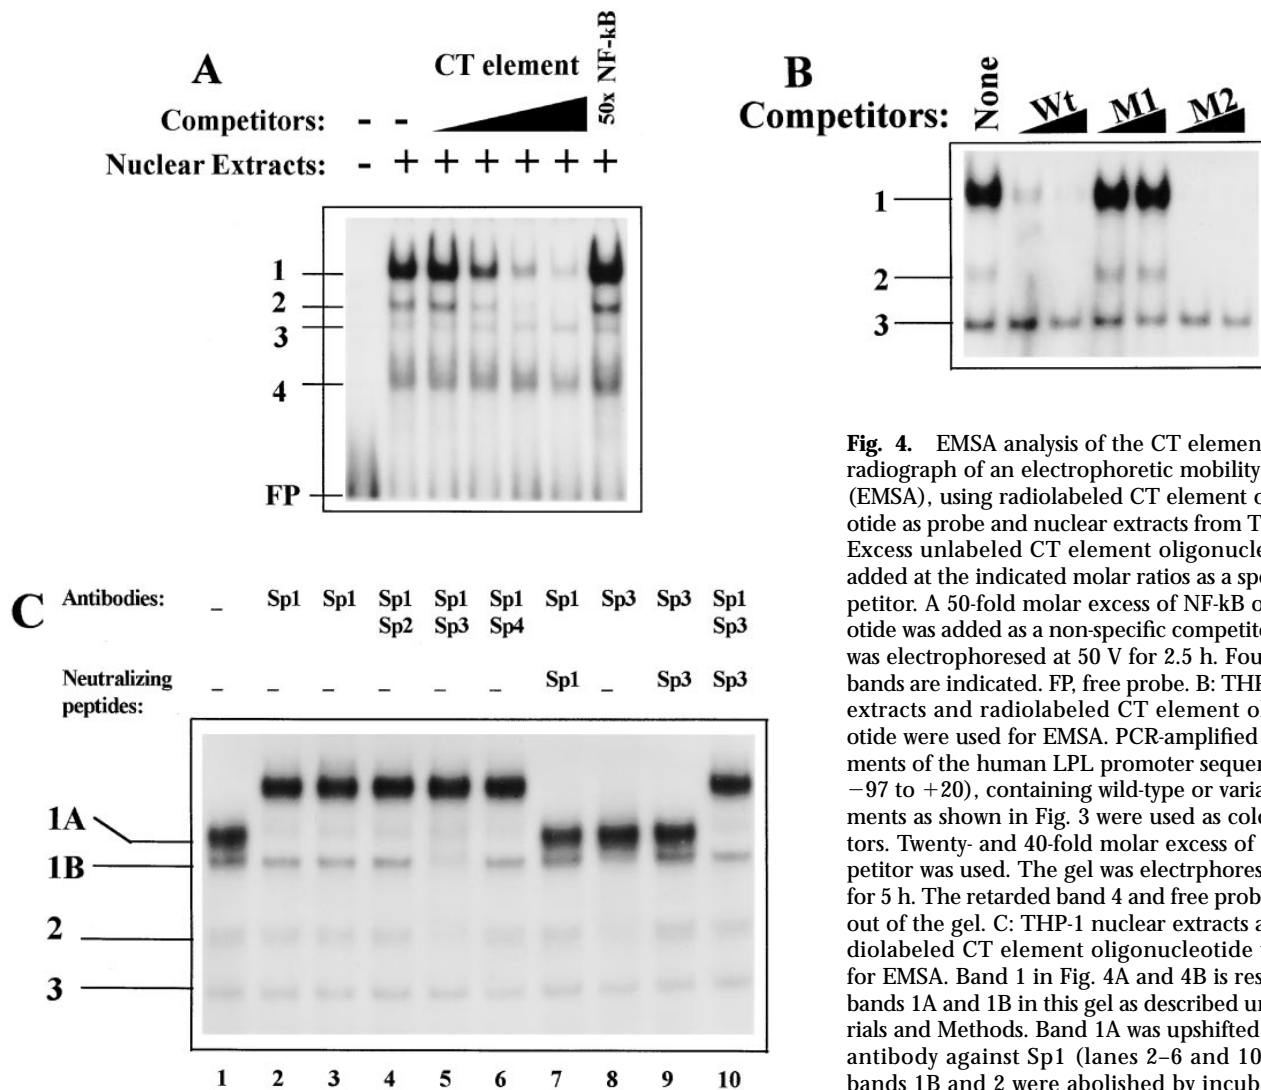 A
CT element
50x NF-kB
Competitors: - -
Nuclear Extracts: - + + + + + +
1
2
3
4
FP
B
Competitors: None Wt M1 M2
1
2
3
C Antibodies: - Sp1 Sp1 Sp1 Sp1 Sp1 Sp1 Sp3 Sp3 Sp1
Sp2 Sp3 Sp4 Sp3
Neutralizing - - - - - - Sp1 - Sp3 Sp3
peptides:
1A
1B
2
3
1 2 3 4 5 6 7 8 9 10
Fig. 4. EMSA analysis of the CT element
radiograph of an electrophoretic mobility
(EMSA), using radiolabeled CT element o
otide as probe and nuclear extracts from T
Excess unlabeled CT element oligonucle
added at the indicated molar ratios as a spe
petitor. A 50-fold molar excess of NF-kB o
otide was added as a non-specific competit
was electrophoresed at 50 V for 2.5 h. Fou
bands are indicated. FP, free probe. B: THP
extracts and radiolabeled CT element ol
otide were used for EMSA. PCR-amplified
ments of the human LPL promoter sequen
−97 to +20), containing wild-type or varia
ments as shown in Fig. 3 were used as cold
tors. Twenty- and 40-fold molar excess of
petitor was used. The gel was electrphores
for 5 h. The retarded band 4 and free prob
out of the gel. C: THP-1 nuclear extracts a
diolabeled CT element oligonucleotide
for EMSA. Band 1 in Fig. 4A and 4B is res
bands 1A and 1B in this gel as described un
rials and Methods. Band 1A was upshifted
antibody against Sp1 (lanes 2–6 and 10
bands 1B and 2 were abolished by incub